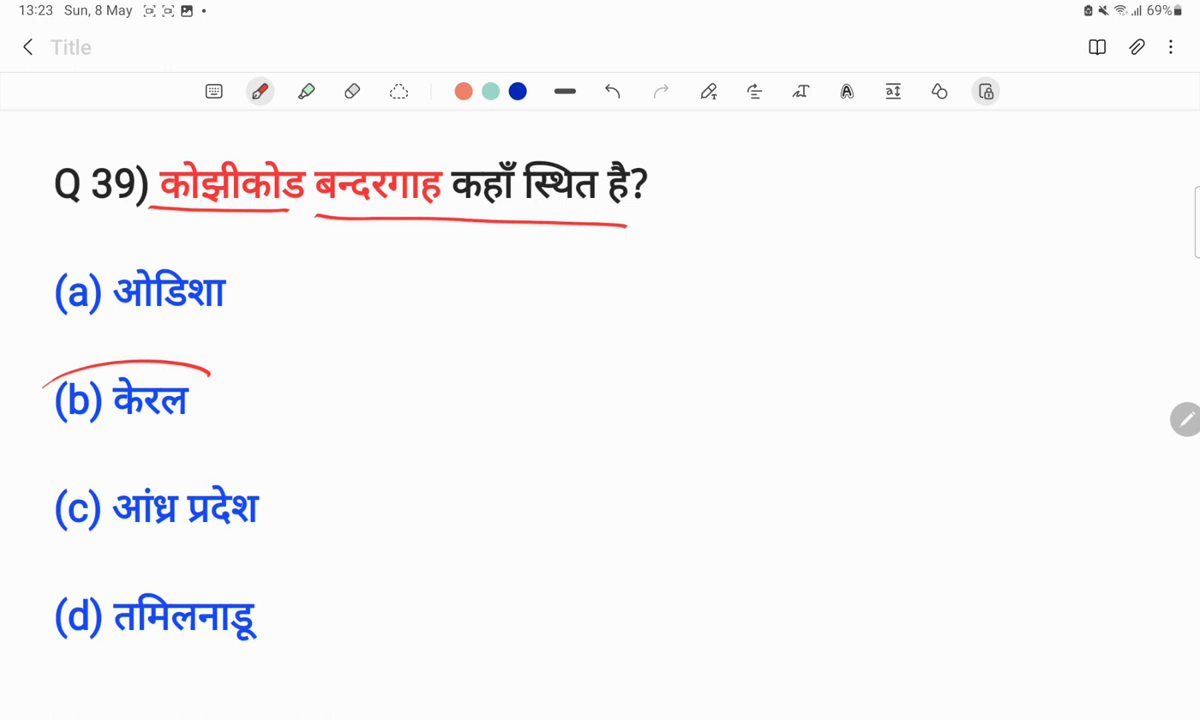 13:23 Sun, 8 May 69%
Title
Q 39) कोझीकोड बन्दरगाह कहाँ स्थित है?
(a) ओडिशा
(b) केरल
(c) आंध्र प्रदेश
(d) तमिलनाडू